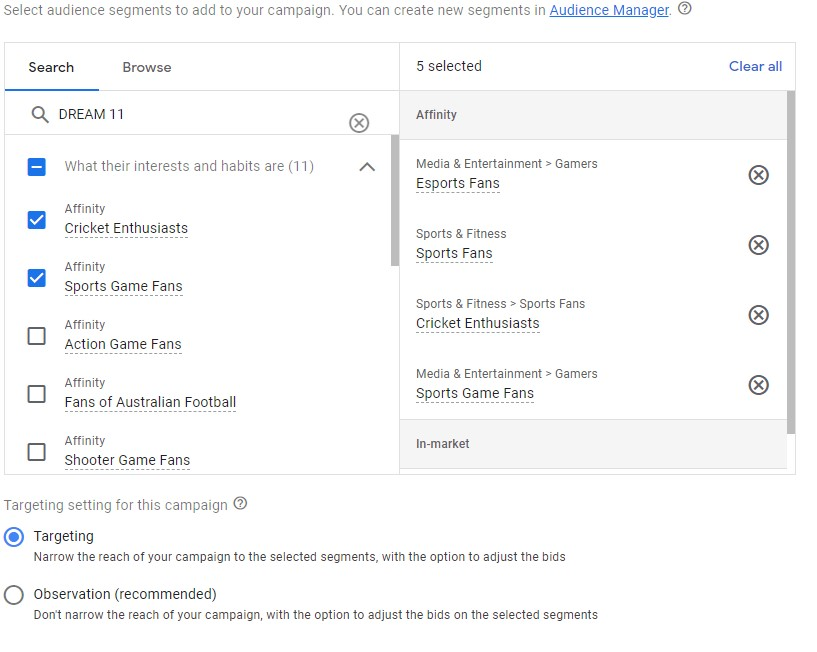 Select audience segments to add to your campaign. You can create new segments in Audience Manager.
Search Browse
DREAM 11
What their interests and habits are (11)
Affinity
Cricket Enthusiasts
Affinity
Sports Game Fans
Affinity
Action Game Fans
Affinity
Fans of Australian Football
Affinity
Shooter Game Fans
5 selected Clear all
Affinity
Media & Entertainment > Gamers
Esports Fans
Sports & Fitness
Sports Fans
Sports & Fitness > Sports Fans
Cricket Enthusiasts
Media & Entertainment > Gamers
Sports Game Fans
In-market
Targeting setting for this campaign
Targeting
Narrow the reach of your campaign to the selected segments, with the option to adjust the bids
Observation (recommended)
Don't narrow the reach of your campaign, with the option to adjust the bids on the selected segments